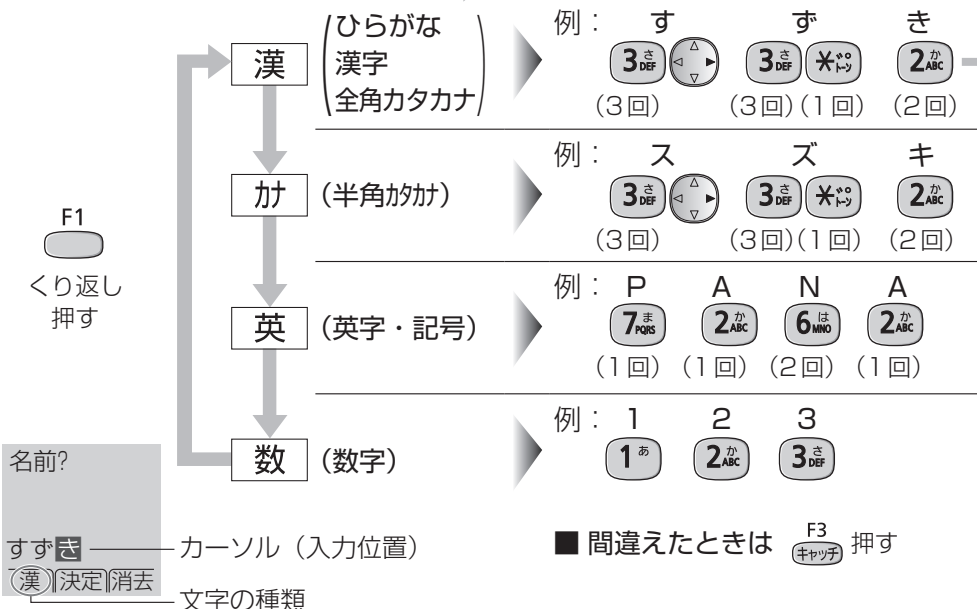 F1
くり返し
押す
漢
(ひらがな
漢字
全角カタカナ)
例： す ず き
3さDEF 3さDEF ＊゛゜トーン 2かABC
(3回) (3回)(1回) (2回)
ｶﾅ
(半角ｶﾀｶﾅ)
例： ス ズ キ
3さDEF 3さDEF ＊゛゜トーン 2かABC
(3回) (3回)(1回) (2回)
英
(英字・記号)
例： P A N A
7まPQRS 2かABC 6はMNO 2かABC
(1回) (1回) (2回) (1回)
数
(数字)
例： 1 2 3
1あ 2かABC 3さDEF
名前?
すずき
漢 決定 消去
カーソル（入力位置）
文字の種類
■ 間違えたときは F3 キャッチ 押す